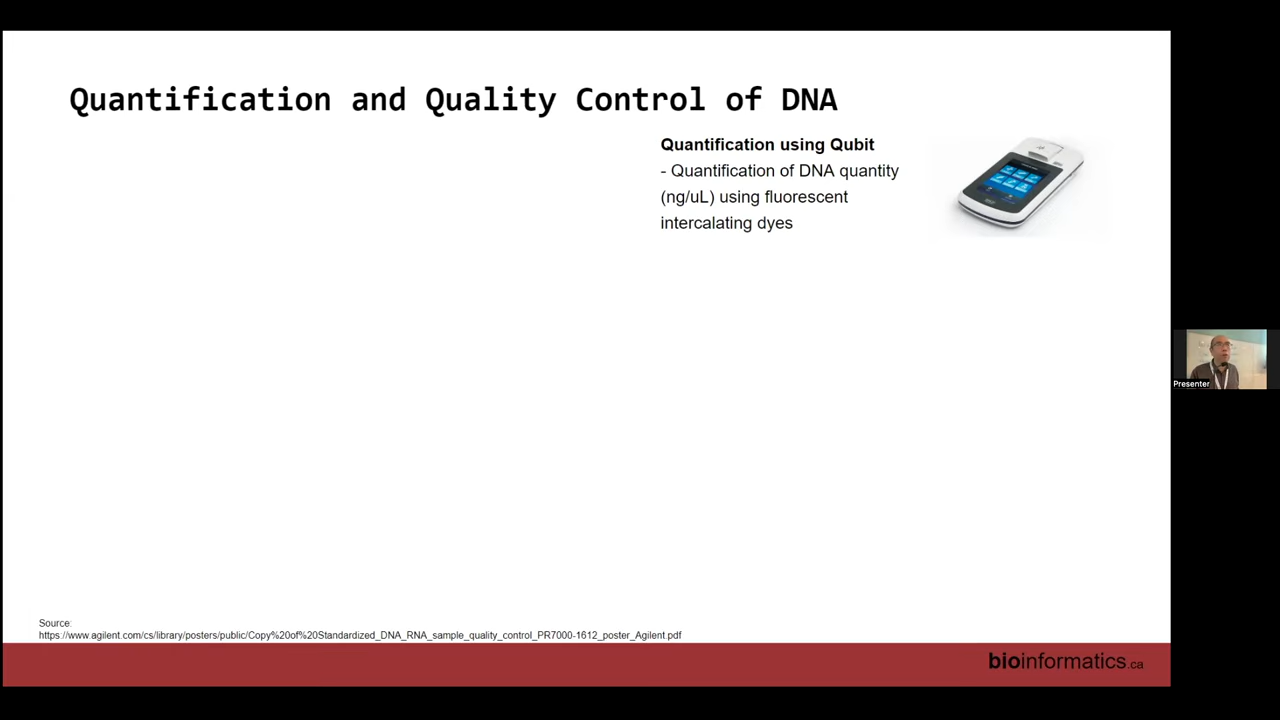 Quantification and Quality Control of DNA
Quantification using Qubit
- Quantification of DNA quantity
(ng/uL) using fluorescent
intercalating dyes
Presenter
Source:
https://www.agilent.com/cs/library/posters/public/Copy%20of%20Standardized_DNA_RNA_sample_quality_control_PR7000-1612_poster_Agilent.pdf
bioinformatics.ca